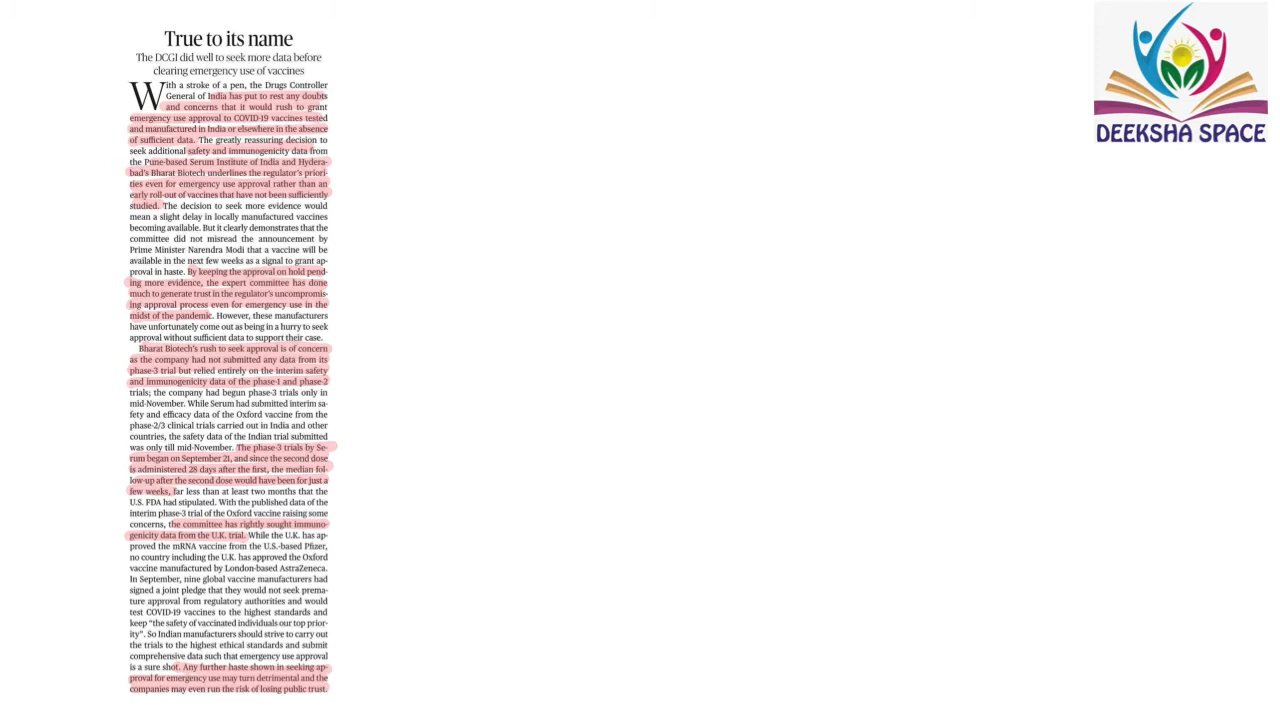 True to its name
The DCGI did well to seek more data before
clearing emergency use of vaccines
With a stroke of a pen, the Drugs Controller
General of India has put to rest any doubts
and concerns that it would rush to grant
emergency use approval to COVID-19 vaccines tested
and manufactured in India or elsewhere in the absence
of sufficient data. The greatly reassuring decision to
seek additional safety and immunogenicity data from
the Pune-based Serum Institute of India and Hydera-
bad's Bharat Biotech underlines the regulator's priori-
ties even for emergency use approval rather than an
early roll-out of vaccines that have not been sufficiently
studied. The decision to seek more evidence would
mean a slight delay in locally manufactured vaccines
becoming available. But it clearly demonstrates that the
committee did not misread the announcement by
Prime Minister Narendra Modi that a vaccine will be
available in the next few weeks as a signal to grant ap-
proval in haste. By keeping the approval on hold pend-
ing more evidence, the expert committee has done
much to generate trust in the regulator's uncompromis-
ing approval process even for emergency use in the
midst of the pandemic. However, these manufacturers
have unfortunately come out as being in a hurry to seek
approval without sufficient data to support their case.
Bharat Biotech's rush to seek approval is of concern
as the company had not submitted any data from its
phase-3 trial but relied entirely on the interim safety
and immunogenicity data of the phase-1 and phase-2
trials; the company had begun phase-3 trials only in
mid-November. While Serum had submitted interim sa-
fety and efficacy data of the Oxford vaccine from the
phase-2/3 clinical trials carried out in India and other
countries, the safety data of the Indian trial submitted
was only till mid-November. The phase-3 trials by Se-
rum began on September 21, and since the second dose
is administered 28 days after the first, the median fol-
low-up after the second dose would have been for just a
few weeks, far less than at least two months that the
U.S. FDA had stipulated. With the published data of the
interim phase-3 trial of the Oxford vaccine raising some
concerns, the committee has rightly sought immuno-
genicity data from the U.K. trial. While the U.K. has ap-
proved the mRNA vaccine from the U.S.-based Pfizer,
no country including the U.K. has approved the Oxford
vaccine manufactured by London-based AstraZeneca.
In September, nine global vaccine manufacturers had
signed a joint pledge that they would not seek prema-
ture approval from regulatory authorities and would
test COVID-19 vaccines to the highest standards and
keep “the safety of vaccinated individuals our top prior-
ity”. So Indian manufacturers should strive to carry out
the trials to the highest ethical standards and submit
comprehensive data such that emergency use approval
is a sure shot. Any further haste shown in seeking ap-
proval for emergency use may turn detrimental and the
companies may even run the risk of losing public trust.
DEEKSHA SPACE